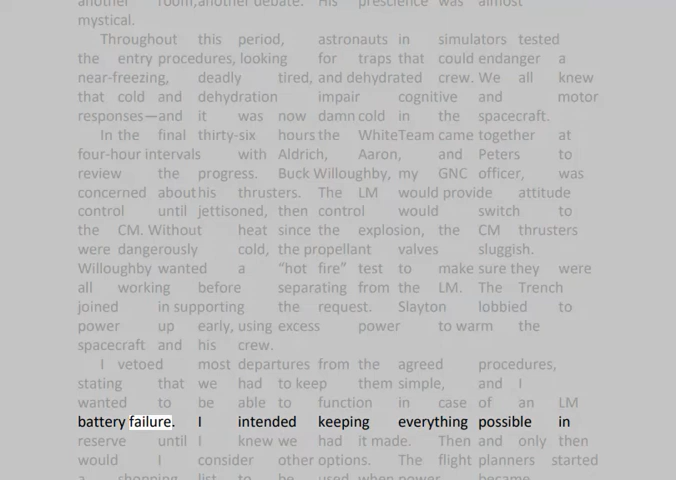 another room, another debate. His prescience was almost
mystical.
Throughout this period, astronauts in simulators tested
the entry procedures, looking for traps that could endanger a
near-freezing, deadly tired, and dehydrated crew. We all knew
that cold and dehydration impair cognitive and motor
responses—and it was now damn cold in the spacecraft.
In the final thirty-six hours the White Team came together at
four-hour intervals with Aldrich, Aaron, and Peters to
review the progress. Buck Willoughby, my GNC officer, was
concerned about his thrusters. The LM would provide attitude
control until jettisoned, then control would switch to
the CM. Without heat since the explosion, the CM thrusters
were dangerously cold, the propellant valves sluggish.
Willoughby wanted a “hot fire” test to make sure they were
all working before separating from the LM. The Trench
joined in supporting the request. Slayton lobbied to
power up early, using excess power to warm the
spacecraft and his crew.
I vetoed most departures from the agreed procedures,
stating that we had to keep them simple, and I
wanted to be able to function in case of an LM
battery failure. I intended keeping everything possible in
reserve until I knew we had it made. Then and only then
would I consider other options. The flight planners started
a shopping list to be used when power became